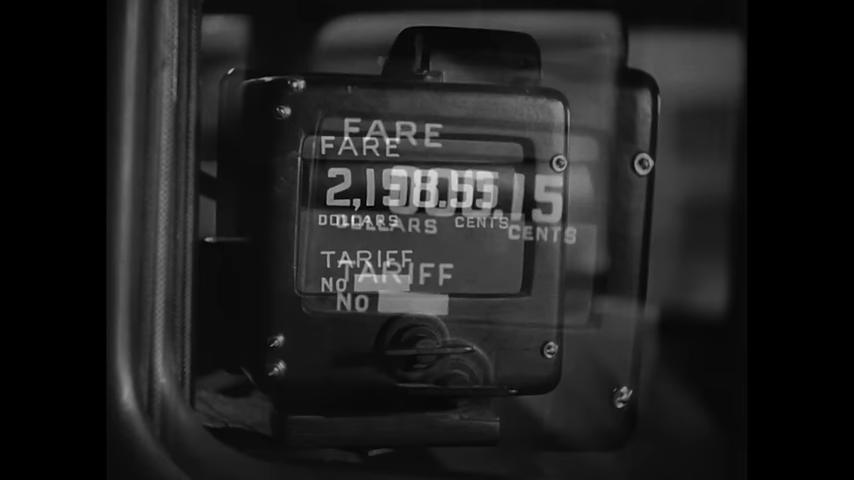 FARE
FARE
DOLLARS CENTS
DOLLARS CENTS
TARIFF
TARIFF
NO
NO